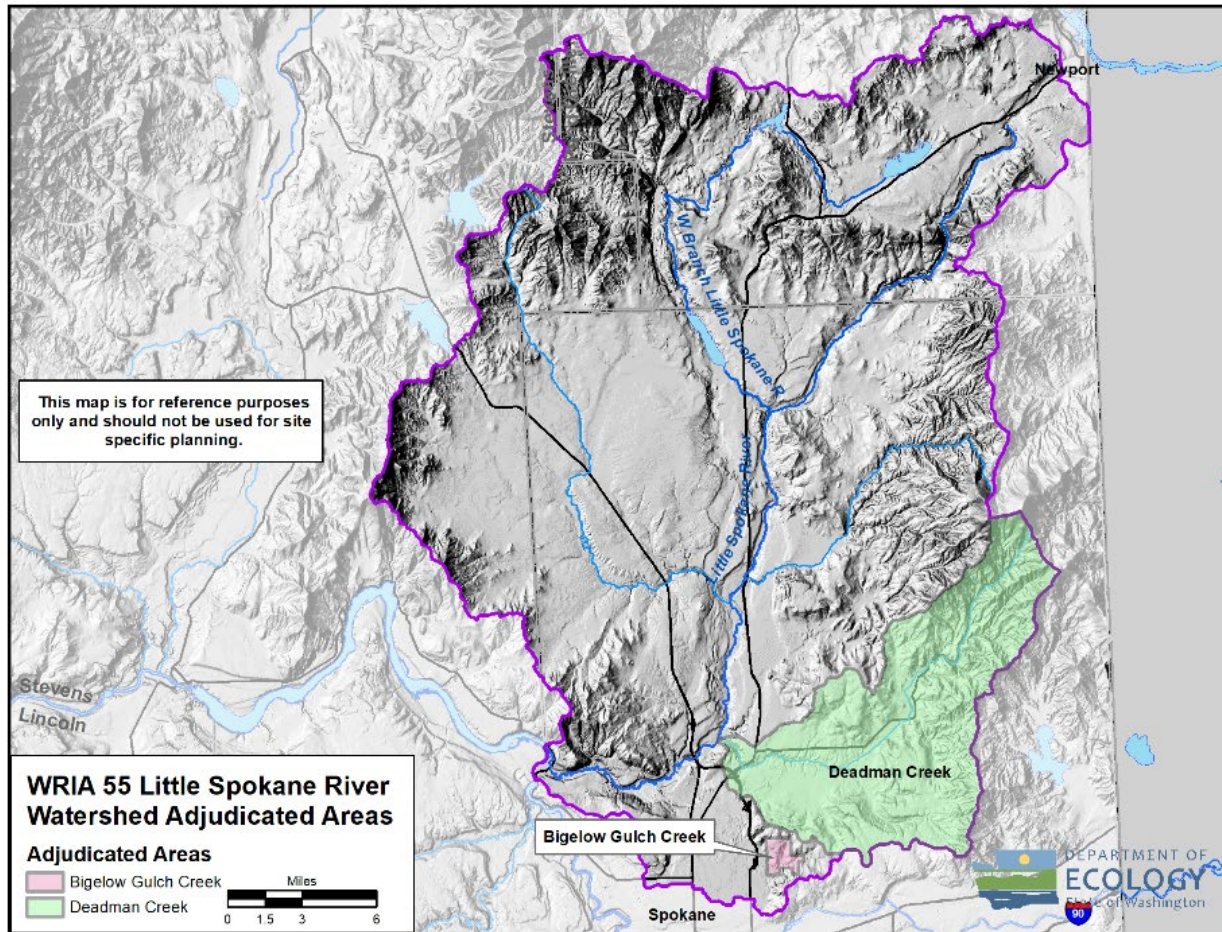 Newport
W Branch Little Spokane R
This map is for reference purposes
only and should not be used for site
specific planning.
Little Spokane River
Stevens
Lincoln
Deadman Creek
WRIA 55 Little Spokane River
Watershed Adjudicated Areas
Adjudicated Areas
Bigelow Gulch Creek
Deadman Creek
Miles
0 1.5 3 6
Bigelow Gulch Creek
Spokane
DEPARTMENT OF
ECOLOGY
State of Washington
90